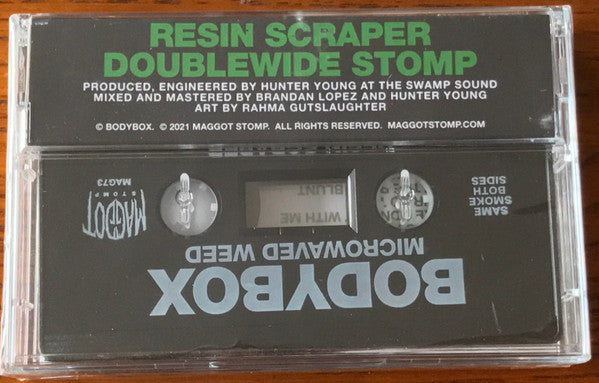 RESIN SCRAPER
DOUBLEWIDE STOMP
PRODUCED, ENGINEERED BY HUNTER YOUNG AT THE SWAMP SOUND
MIXED AND MASTERED BY BRANDAN LOPEZ AND HUNTER YOUNG
ART BY RAHMA GUTSLAUGHTER
© BODYBOX. © 2021 MAGGOT STOMP. ALL RIGHTS RESERVED. MAGGOTSTOMP.COM
BODYBOX
MICROWAVED WEED
SAME
SMOKE
BOTH
SIDES
WITH ME
BLUNT
MAGGOT
STOMP
MAG73